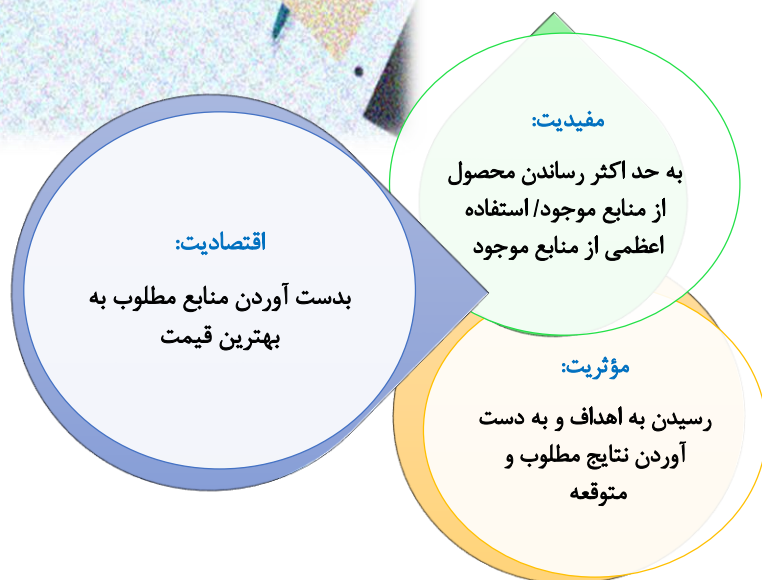 مفیدیت:
به حد اکثر رساندن محصول
از منابع موجود/ استفاده
اعظمی از منابع موجود
اقتصادیت:
بدست آوردن منابع مطلوب به
بهترین قیمت
مؤثریت:
رسیدن به اهداف و به دست
آوردن نتایج مطلوب و
متوقعه